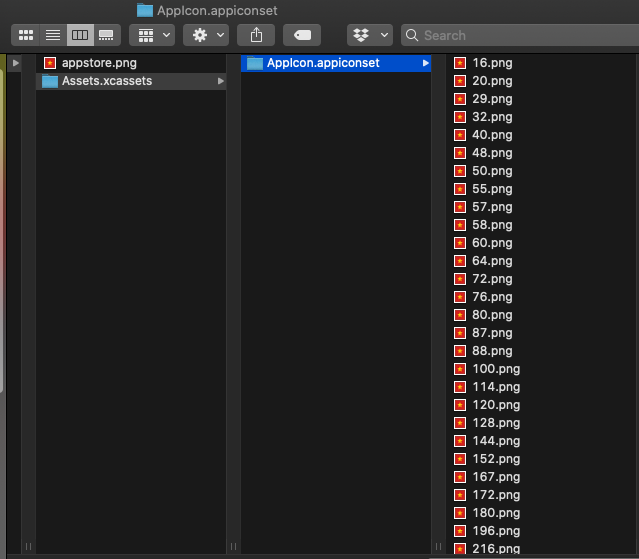 AppIcon.appiconset
Search
appstore.png
Assets.xcassets
AppIcon.appiconset
16.png
20.png
29.png
32.png
40.png
48.png
50.png
55.png
57.png
58.png
60.png
64.png
72.png
76.png
80.png
87.png
88.png
100.png
114.png
120.png
128.png
144.png
152.png
167.png
172.png
180.png
196.png
216.png